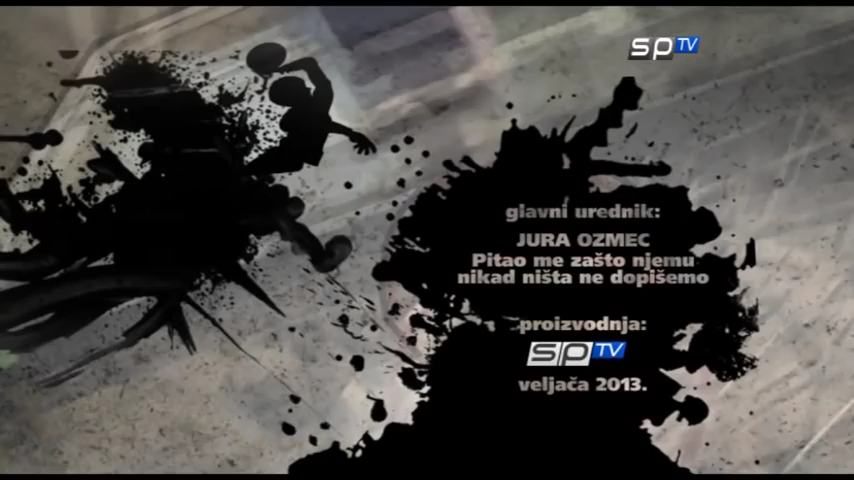 SPTV
glavni urednik:
JURA OZMEC
Pitao me zašto njemu
nikad ništa ne dopišemo
proizvodnja:
SPTV
veljača 2013.